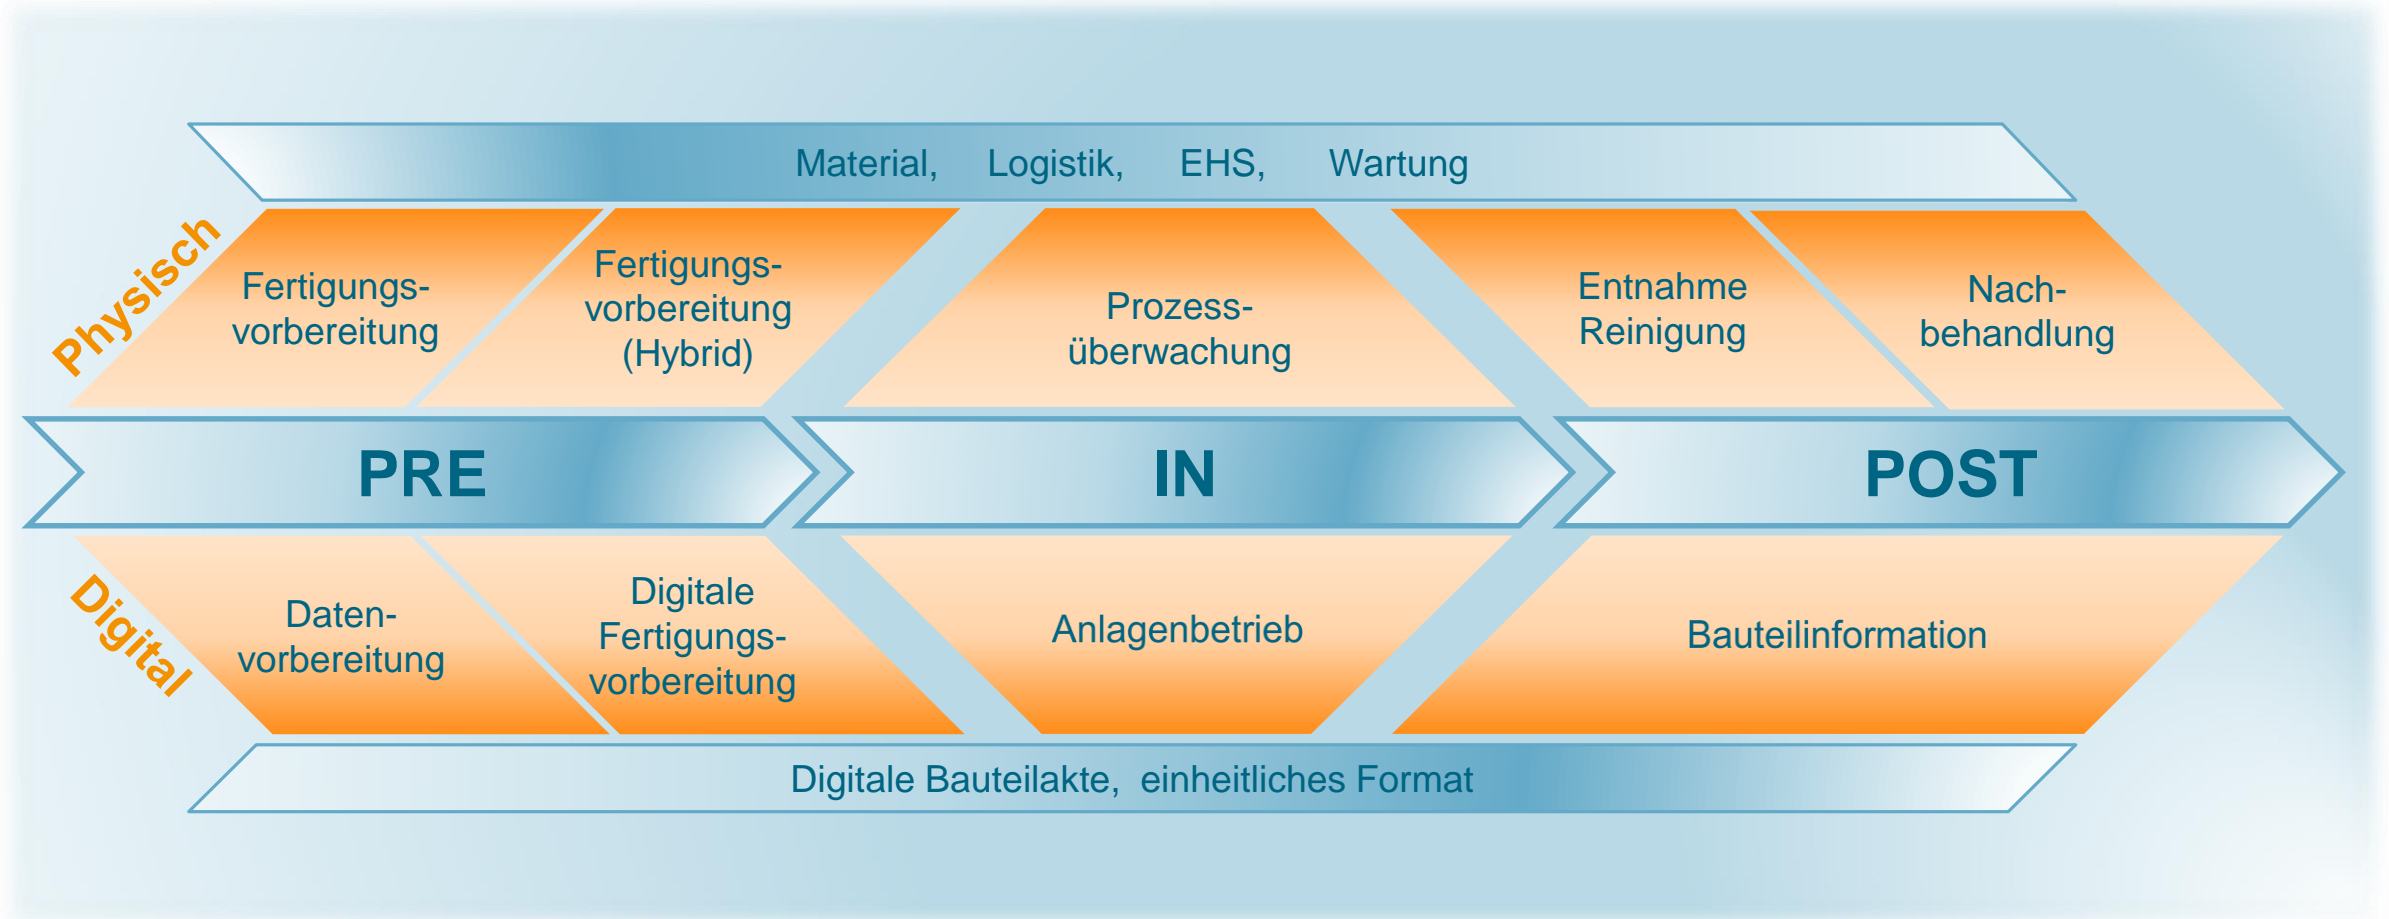 Material, Logistik, EHS, Wartung
Physisch
Fertigungs-
vorbereitung
Fertigungs-
vorbereitung
(Hybrid)
Prozess-
überwachung
Entnahme
Reinigung
Nach-
behandlung
PRE
IN
POST
Digital
Daten-
vorbereitung
Digitale
Fertigungs-
vorbereitung
Anlagenbetrieb
Bauteilinformation
Digitale Bauteilakte, einheitliches Format